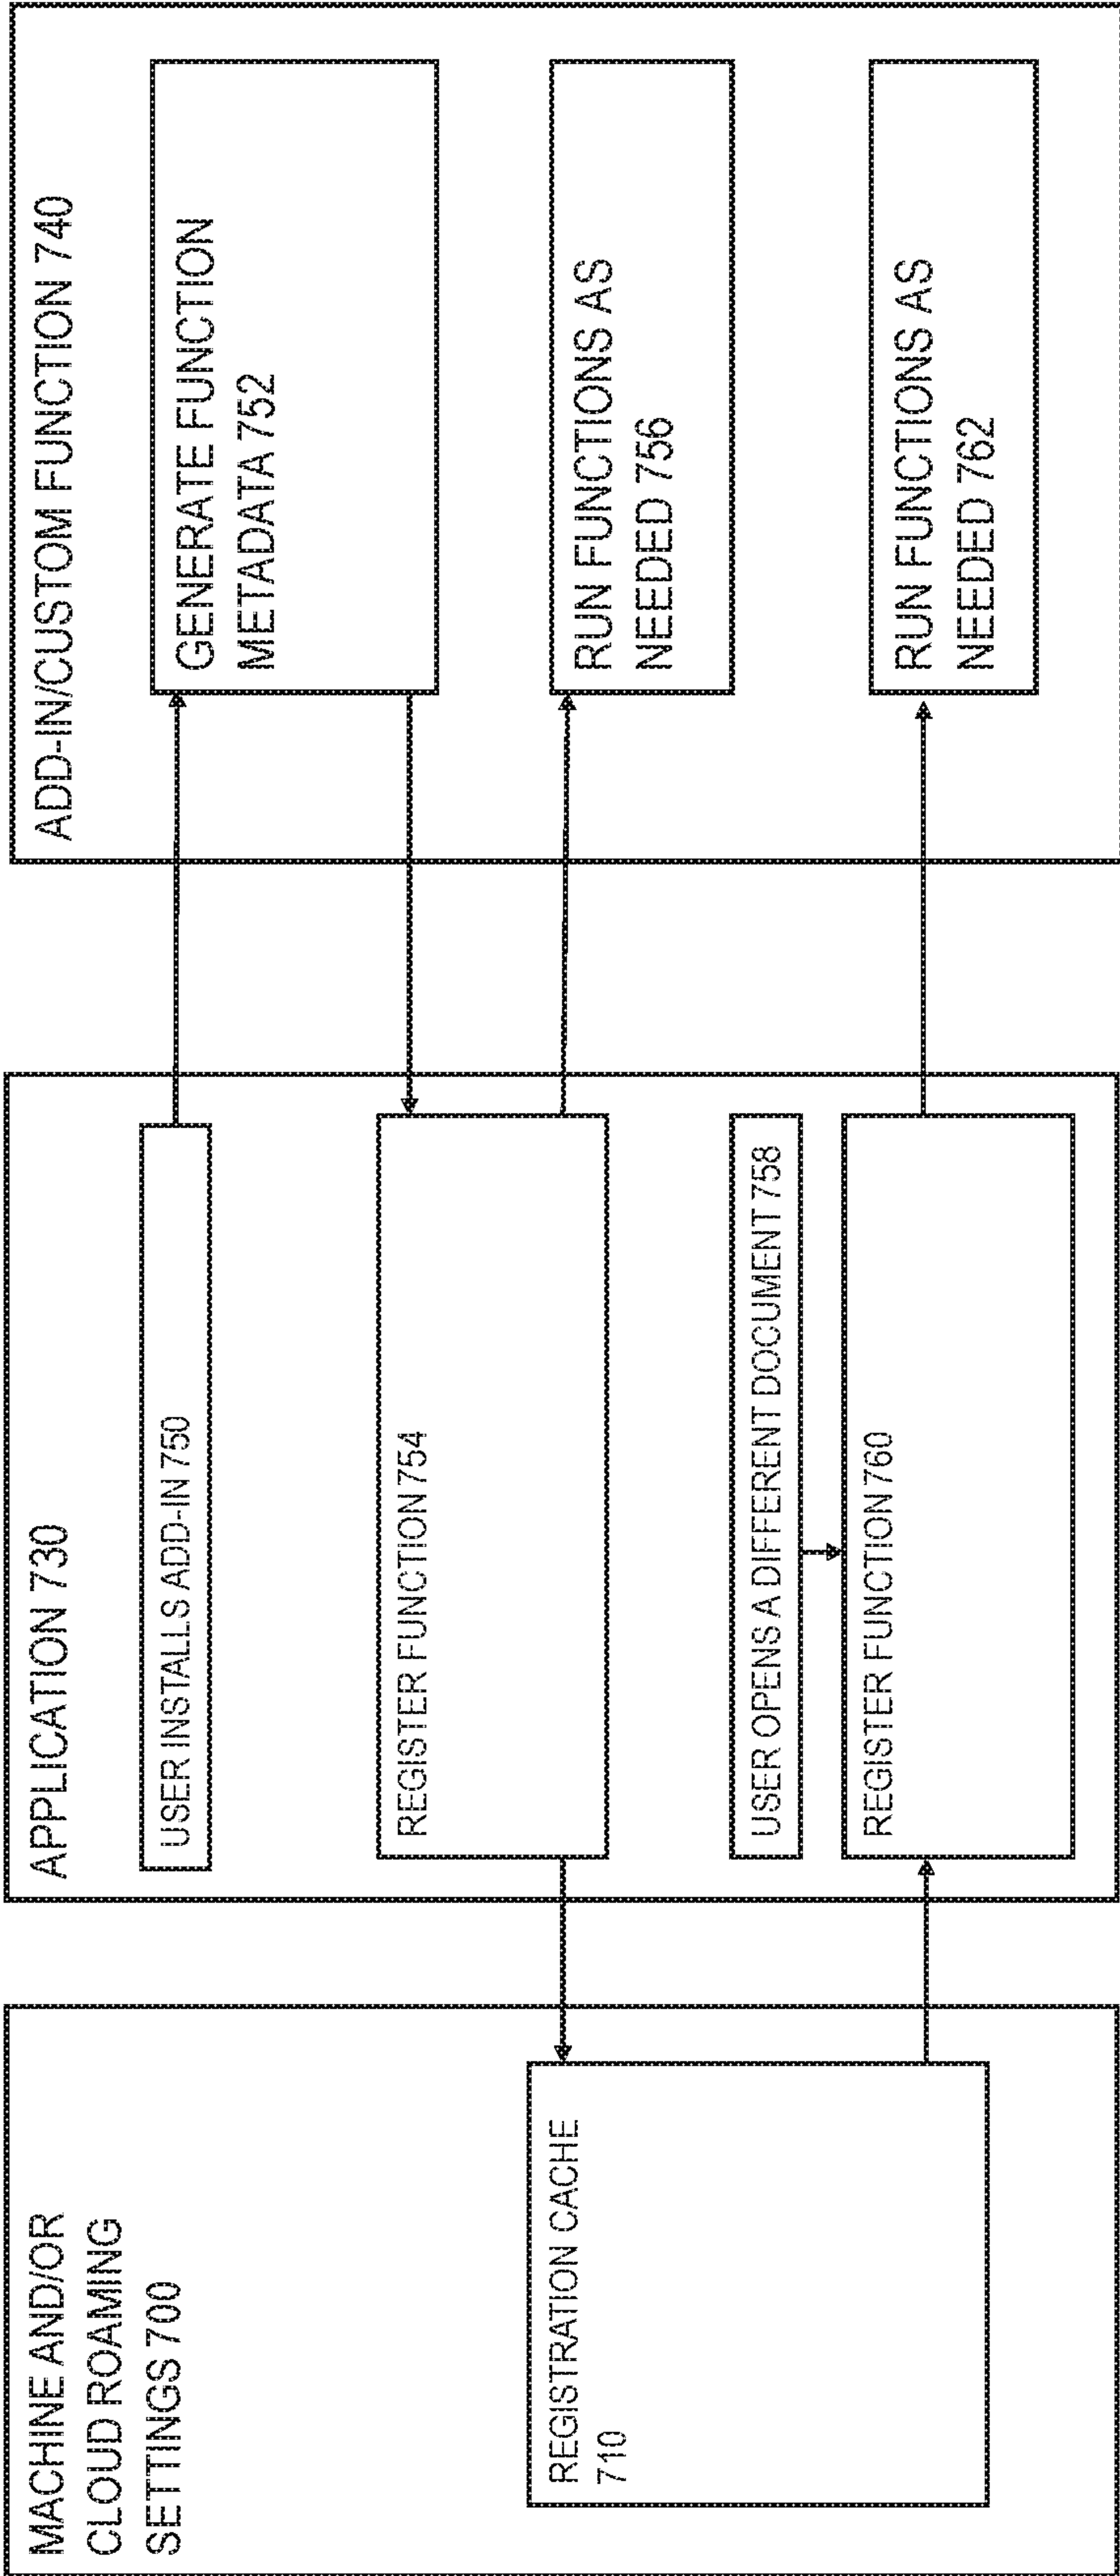 MACHINE AND/OR
CLOUD ROAMING
SETTINGS 700
REGISTRATION CACHE
710
APPLICATION 730
USER INSTALLS ADD-IN 750
REGISTER FUNCTION 754
USER OPENS A DIFFERENT DOCUMENT 758
REGISTER FUNCTION 760
ADD-IN/CUSTOM FUNCTION 740
GENERATE FUNCTION
METADATA 752
RUN FUNCTIONS AS
NEEDED 756
RUN FUNCTIONS AS
NEEDED 762